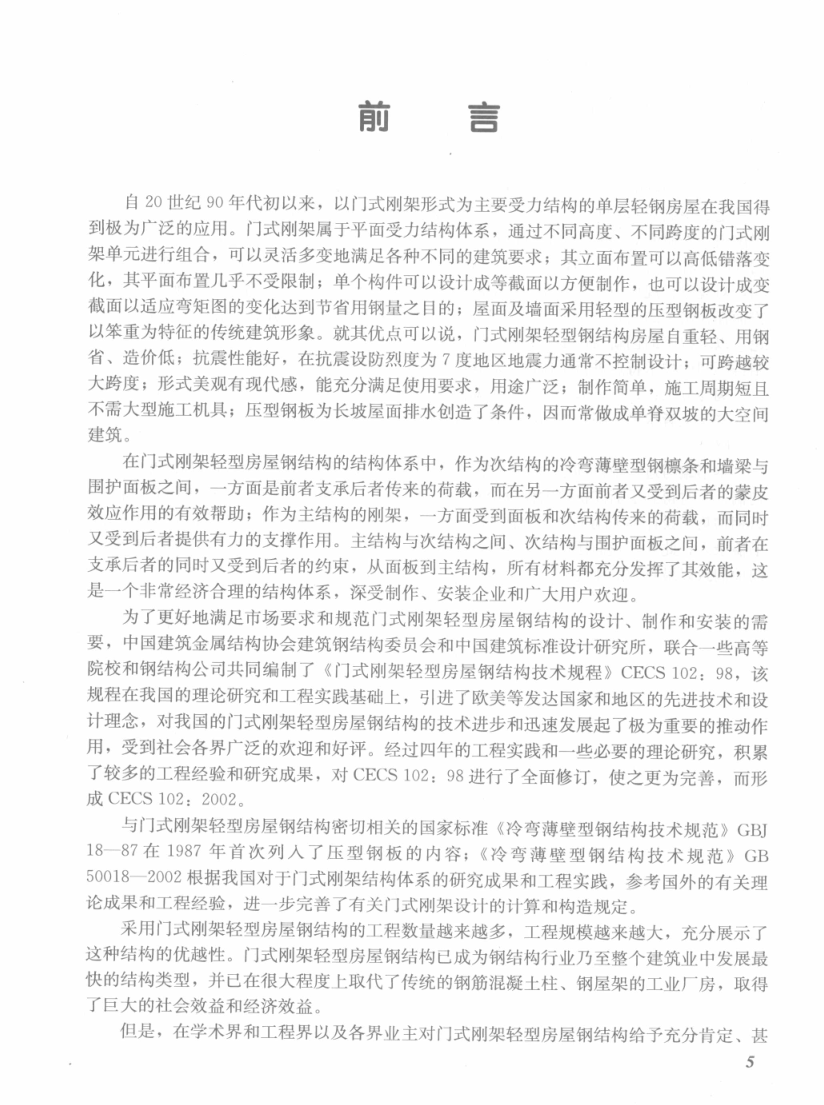 前 言
自 20 世纪 90 年代初以来，以门式刚架形式为主要受力结构的单层轻钢房屋在我国得
到极为广泛的应用。门式刚架属于平面受力结构体系，通过不同高度、不同跨度的门式刚
架单元进行组合，可以灵活多变地满足各种不同的建筑要求；其立面布置可以高低错落变
化，其平面布置几乎不受限制；单个构件可以设计成等截面以方便制作，也可以设计成变
截面以适应弯矩图的变化达到节省用钢量之目的；屋面及墙面采用轻型的压型钢板改变了
以笨重为特征的传统建筑形象。就其优点可以说，门式刚架轻型钢结构房屋自重轻、用钢
省、造价低；抗震性能好，在抗震设防烈度为 7 度地区地震力通常不控制设计；可跨越较
大跨度；形式美观有现代感，能充分满足使用要求，用途广泛；制作简单，施工周期短且
不需大型施工机具；压型钢板为长坡屋面排水创造了条件，因而常做成单脊双坡的大空间
建筑。
在门式刚架轻型房屋钢结构的结构体系中，作为次结构的冷弯薄壁型钢檩条和墙梁与
围护面板之间，一方面是前者支承后者传来的荷载，而在另一方面前者又受到后者的蒙皮
效应作用的有效帮助；作为主结构的刚架，一方面受到面板和次结构传来的荷载，而同时
又受到后者提供有力的支撑作用。主结构与次结构之间、次结构与围护面板之间，前者在
支承后者的同时又受到后者的约束，从面板到主结构，所有材料都充分发挥了其效能，这
是一个非常经济合理的结构体系，深受制作、安装企业和广大用户欢迎。
为了更好地满足市场要求和规范门式刚架轻型房屋钢结构的设计、制作和安装的需
要，中国建筑金属结构协会建筑钢结构委员会和中国建筑标准设计研究所，联合一些高等
院校和钢结构公司共同编制了《门式刚架轻型房屋钢结构技术规程》CECS 102：98，该
规程在我国的理论研究和工程实践基础上，引进了欧美等发达国家和地区的先进技术和设
计理念，对我国的门式刚架轻型房屋钢结构的技术进步和迅速发展起了极为重要的推动作
用，受到社会各界广泛的欢迎和好评。经过四年的工程实践和一些必要的理论研究，积累
了较多的工程经验和研究成果，对 CECS 102：98 进行了全面修订，使之更为完善，而形
成 CECS 102：2002。
与门式刚架轻型房屋钢结构密切相关的国家标准《冷弯薄壁型钢结构技术规范》GBJ
18—87 在 1987 年首次列入了压型钢板的内容；《冷弯薄壁型钢结构技术规范》GB
50018—2002 根据我国对于门式刚架结构体系的研究成果和工程实践，参考国外的有关理
论成果和工程经验，进一步完善了有关门式刚架设计的计算和构造规定。
采用门式刚架轻型房屋钢结构的工程数量越来越多，工程规模越来越大，充分展示了
这种结构的优越性。门式刚架轻型房屋钢结构已成为钢结构行业乃至整个建筑业中发展最
快的结构类型，并已在很大程度上取代了传统的钢筋混凝土柱、钢屋架的工业厂房，取得
了巨大的社会效益和经济效益。
但是，在学术界和工程界以及各界业主对门式刚架轻型房屋钢结构给予充分肯定、甚
5